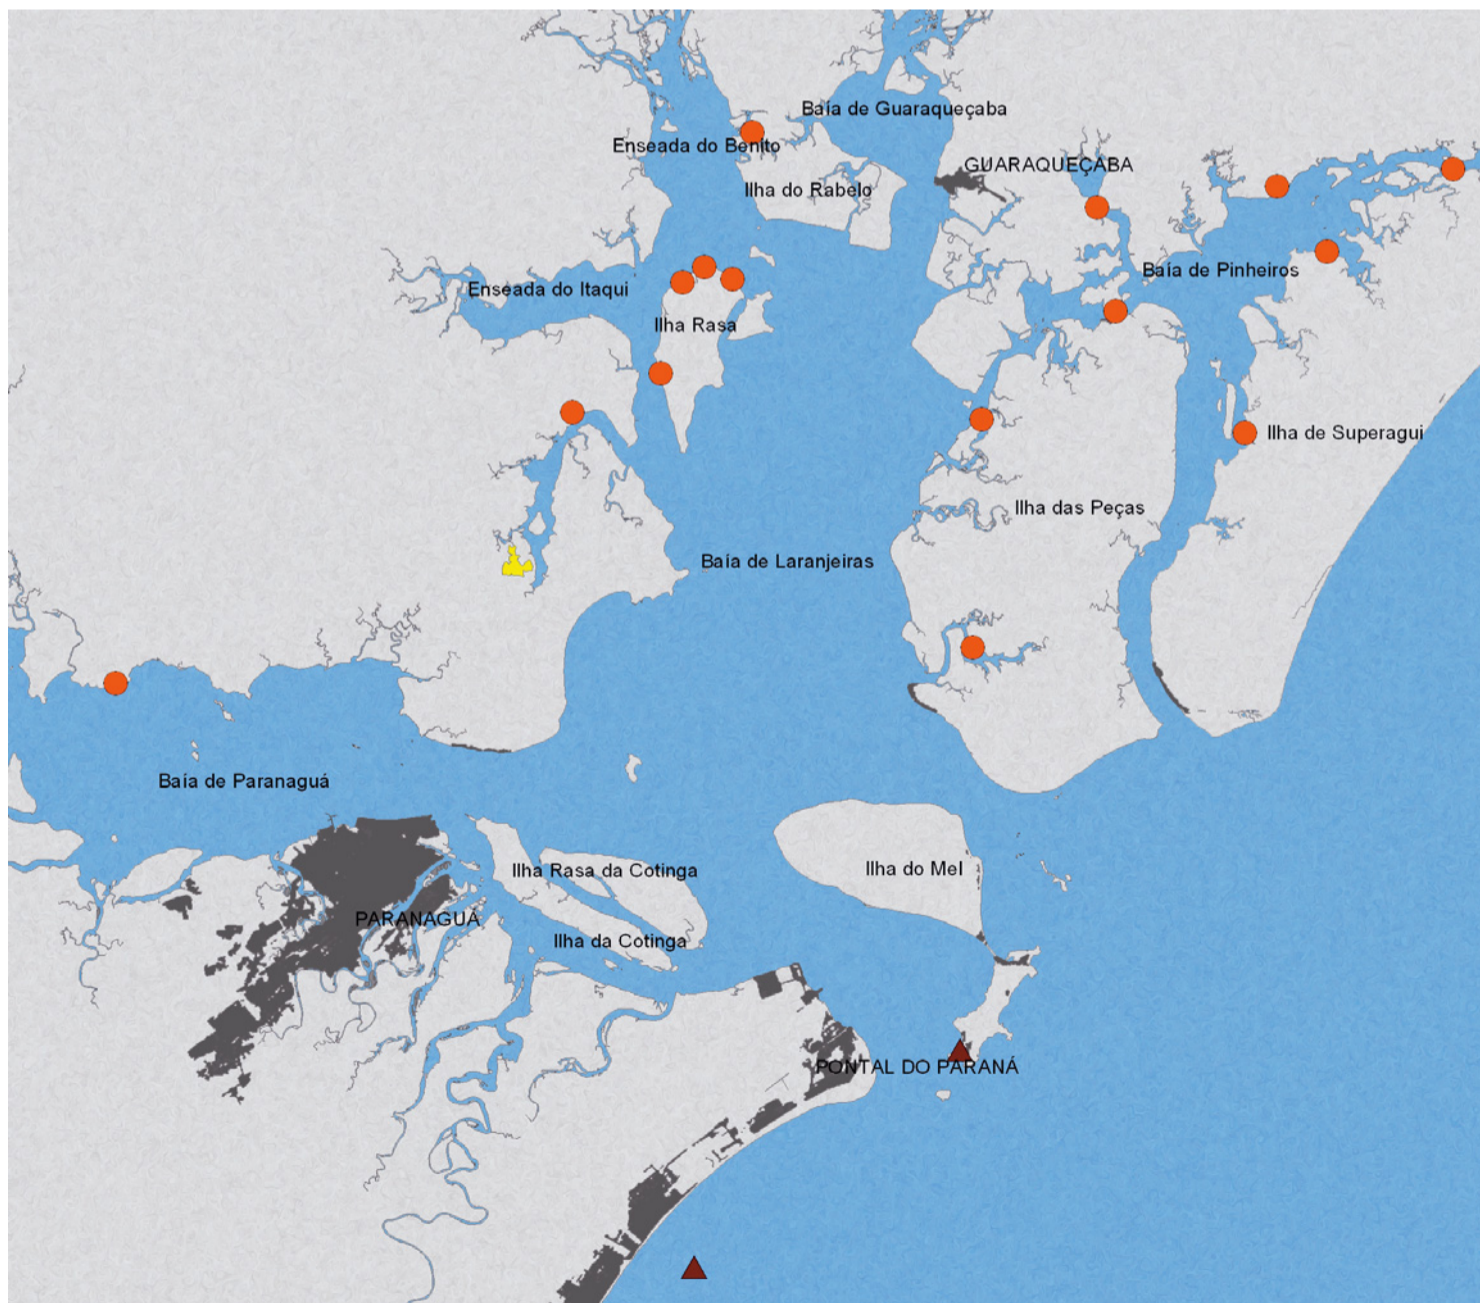 Baía de Guaraqueçaba
Enseada do Benito
GUARAQUEÇABA
Ilha do Rabelo
Baía de Pinheiros
Enseada do Itaqui
Ilha Rasa
Ilha de Superagui
Ilha das Peças
Baía de Laranjeiras
Baía de Paranaguá
Ilha Rasa da Cotinga
Ilha do Mel
PARANAGUÁ
Ilha da Cotinga
PONTAL DO PARANÁ